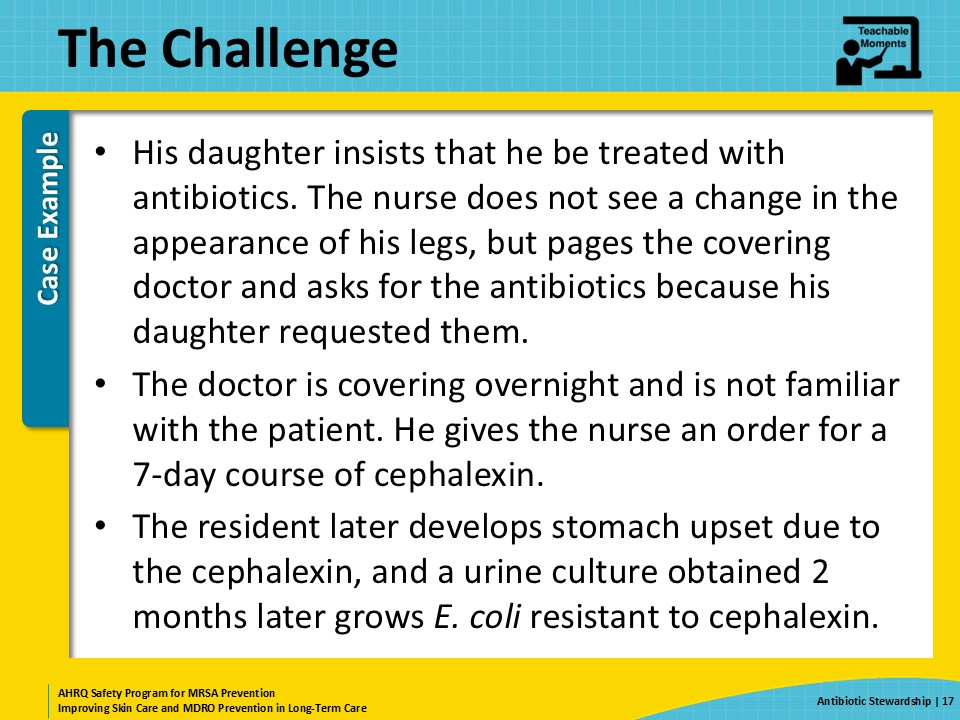 The Challenge
Teachable
Moments
Case Example
• His daughter insists that he be treated with
antibiotics. The nurse does not see a change in the
appearance of his legs, but pages the covering
doctor and asks for the antibiotics because his
daughter requested them.
• The doctor is covering overnight and is not familiar
with the patient. He gives the nurse an order for a
7-day course of cephalexin.
• The resident later develops stomach upset due to
the cephalexin, and a urine culture obtained 2
months later grows E. coli resistant to cephalexin.
AHRQ Safety Program for MRSA Prevention
Improving Skin Care and MDRO Prevention in Long-Term Care
Antibiotic Stewardship | 17